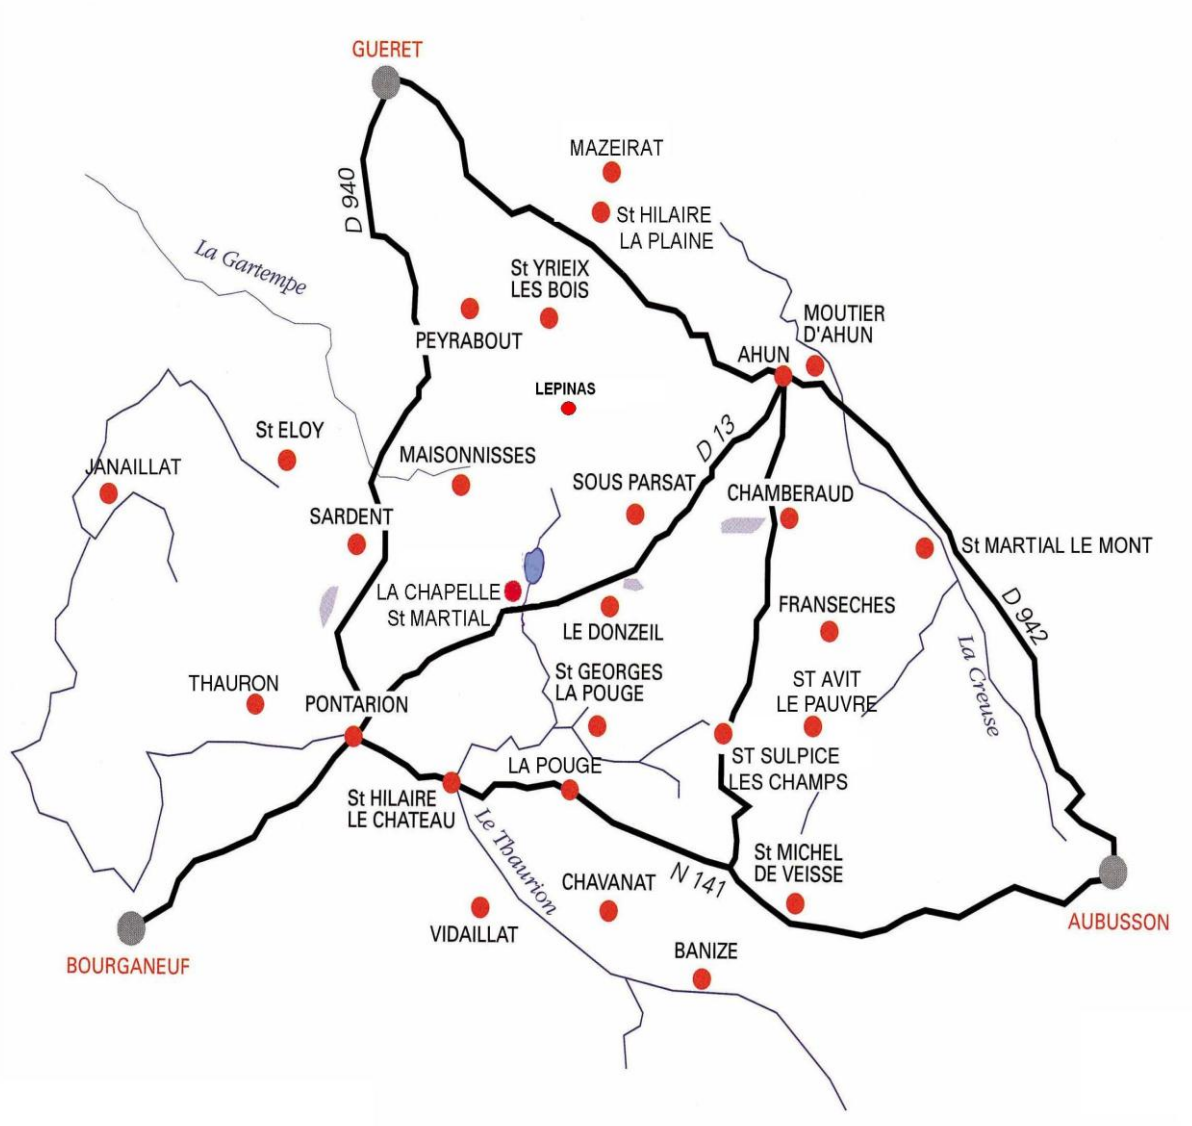 GUERET
MAZEIRAT
D 940
St HILAIRE
LA PLAINE
La Gartempe
St YRIEIX
LES BOIS
MOUTIER
D'AHUN
PEYRABOUT
AHUN
LEPINAS
D 13
St ELOY
JANAILLAT
MAISONNISSES
SOUS PARSAT
CHAMBERAUD
SARDENT
St MARTIAL LE MONT
LA CHAPELLE
St MARTIAL
LE DONZEIL
FRANSECHES
D 942
La Creuse
THAURON
St GEORGES
LA POUGE
ST AVIT
LE PAUVRE
PONTARION
ST SULPICE
LES CHAMPS
LA POUGE
St HILAIRE
LE CHATEAU
Le Thaurion
N 141
St MICHEL
DE VEISSE
CHAVANAT
VIDAILLAT
AUBUSSON
BANIZE
BOURGANEUF